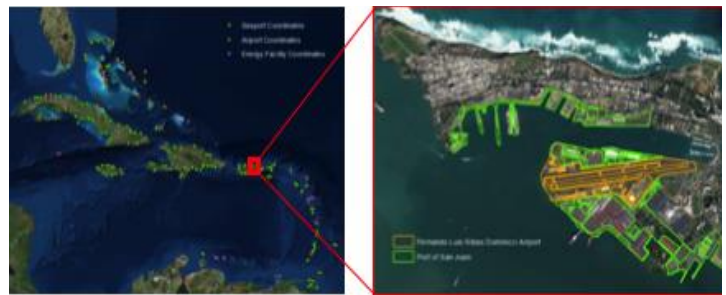 Seaport Coordinates
Airport Coordinates
Energy Facility Coordinates
Fernando Luis Ribas Dominicci Airport
Port of San Juan